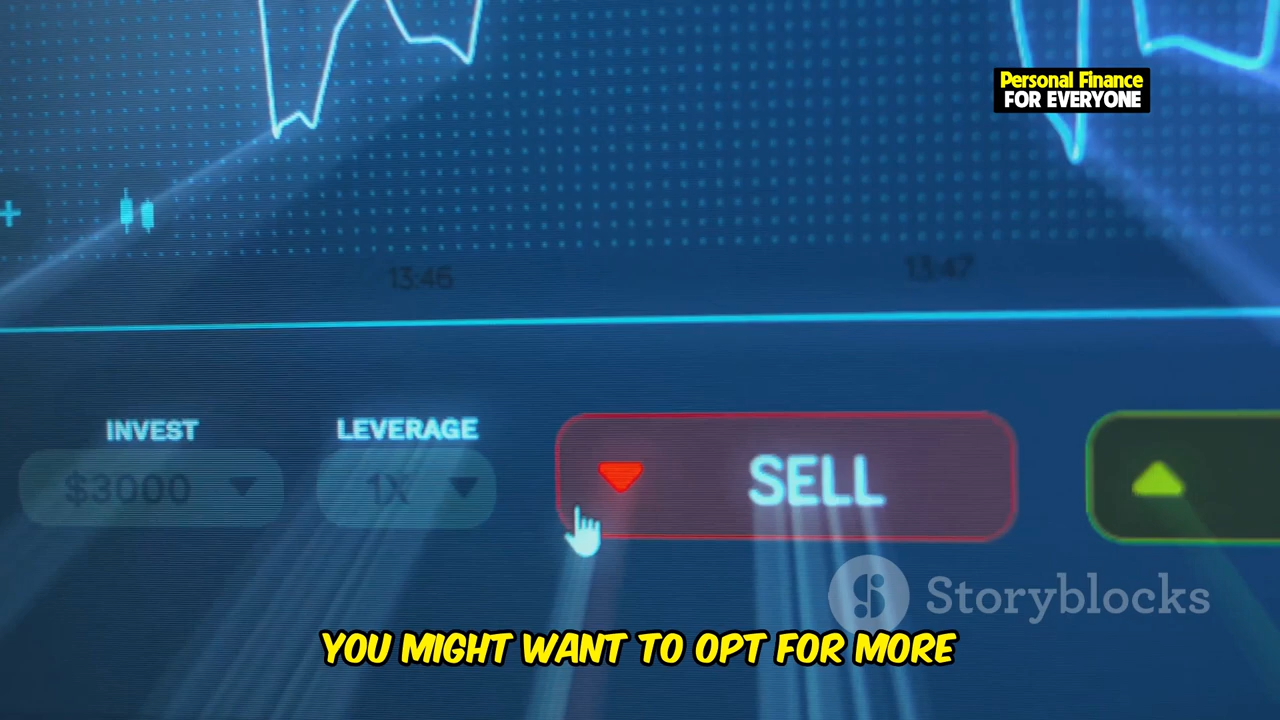 Personal Finance
FOR EVERYONE
13:46
13:47
INVEST
LEVERAGE
$3000
1X
SELL
Storyblocks
YOU MIGHT WANT TO OPT FOR MORE